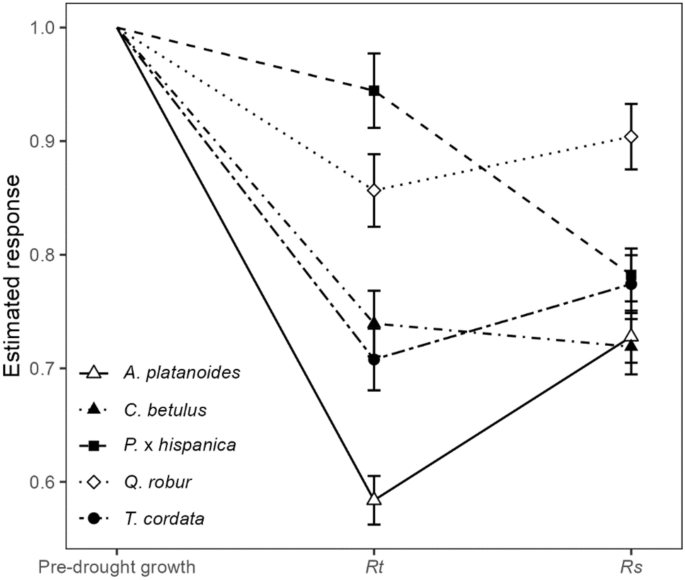 Estimated response
1.0
0.9
0.8
0.7
0.6
A. platanoides
C. betulus
P. x hispanica
Q. robur
T. cordata
Pre-drought growth Rt Rs